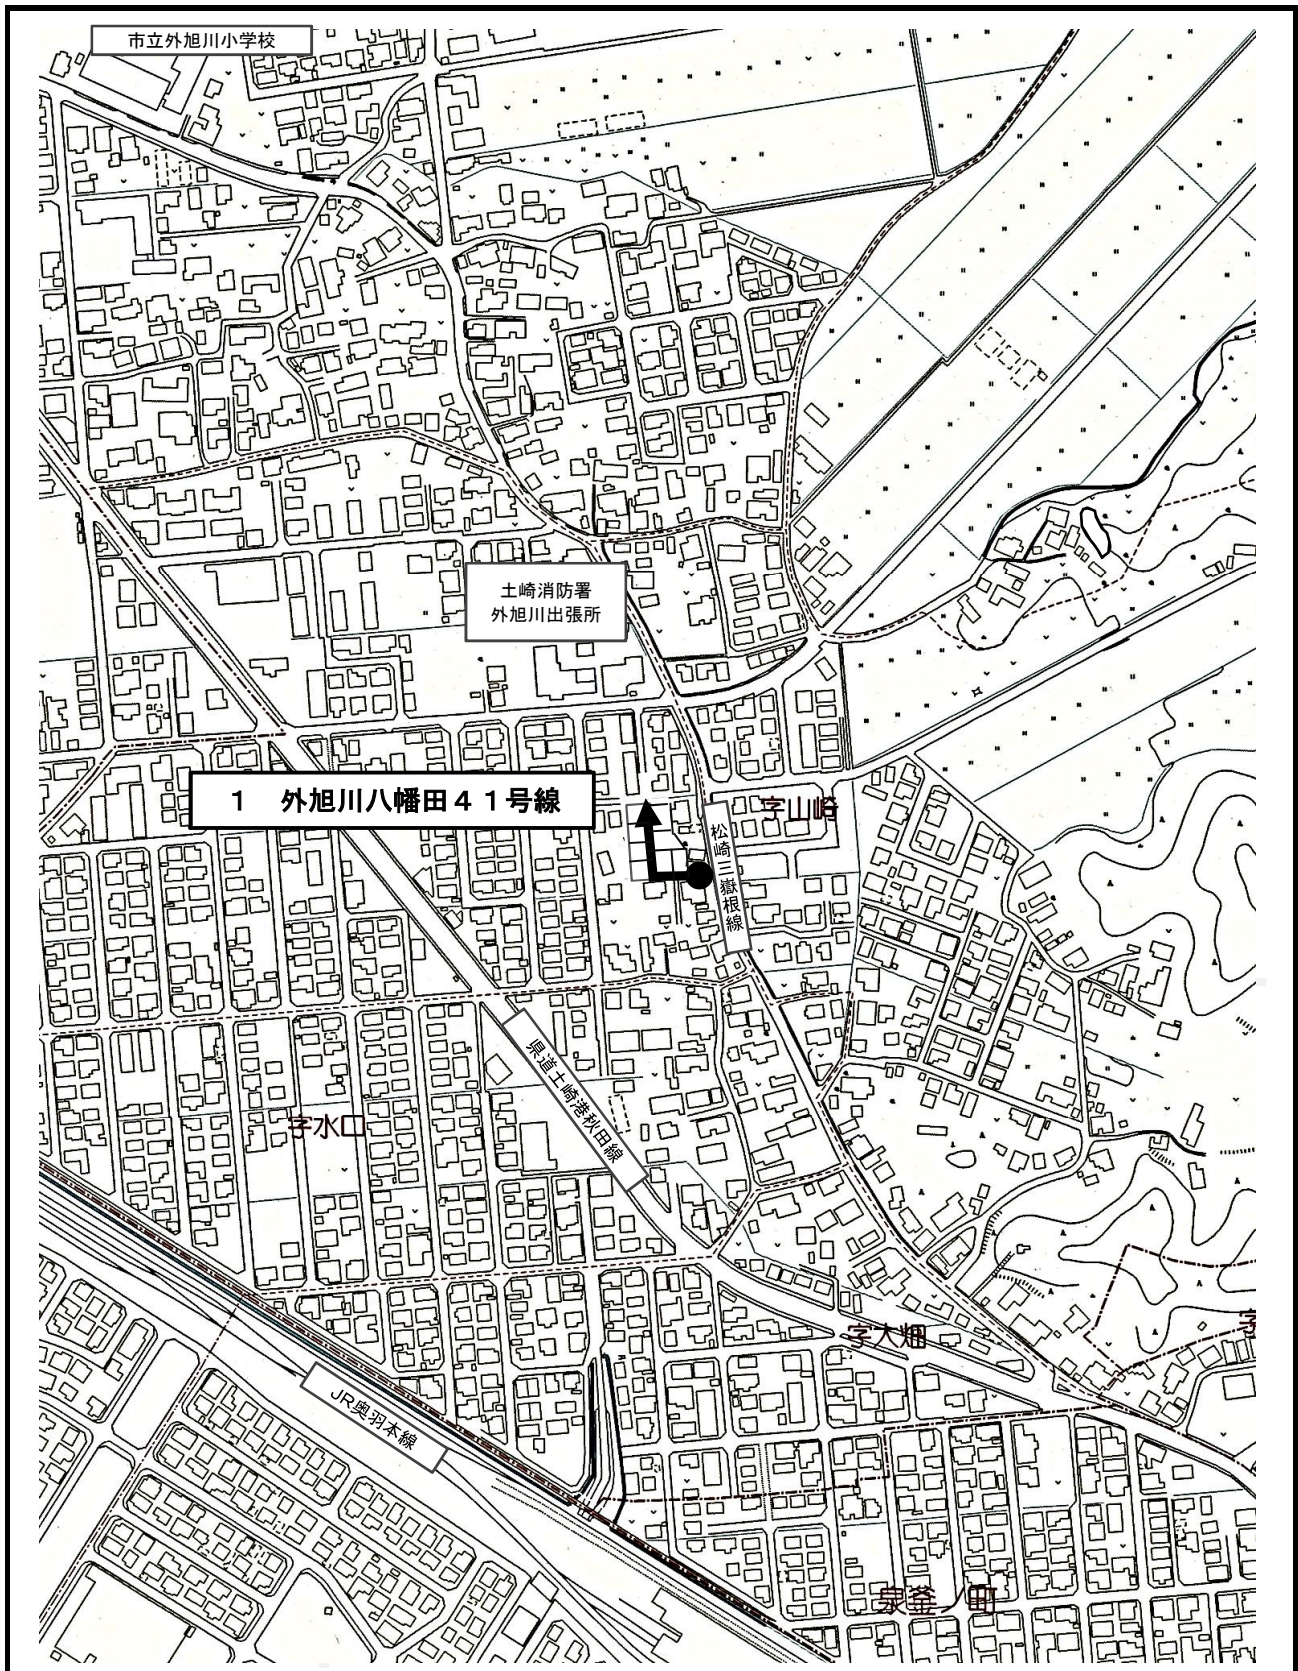 市立外旭川小学校
土崎消防署
外旭川出張所
1　外旭川八幡田４１号線
字山崎
松崎三嶽根線
県道土崎港秋田線
字水口
字大畑
JR奥羽本線
泉釜ノ町